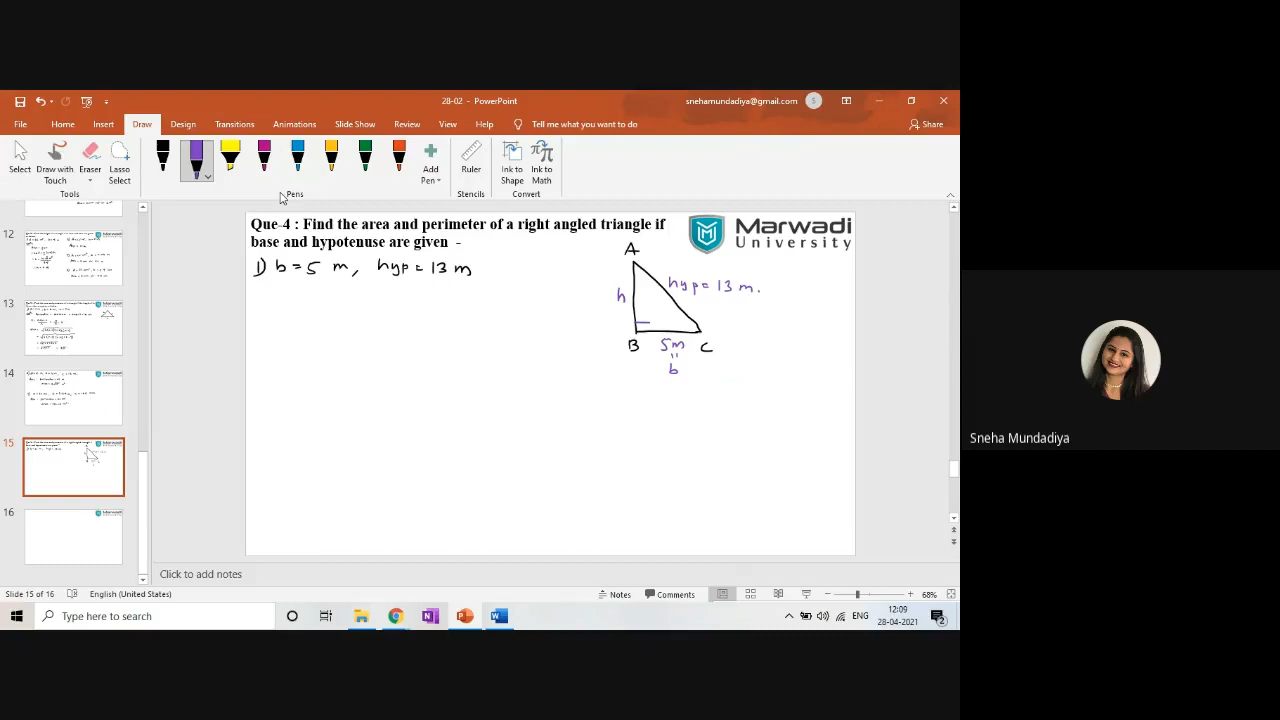 28-02 - PowerPoint
snehamundadiya@gmail.com
S
File Home Insert Draw Design Transitions Animations Slide Show Review View Help Tell me what you want to do
Share
Select
Draw with Touch
Eraser
Lasso Select
Add Pen
Ruler
Ink to Shape
Ink to Math
Tools
Pens
Stencils
Convert
12
13
14
15
16
Que-4 : Find the area and perimeter of a right angled triangle if
base and hypotenuse are given -
Marwadi
University
1) b = 5 m, hyp = 13 m
A
h
hyp = 13 m.
B
5m
C
=
b
Click to add notes
Slide 15 of 16
English (United States)
Notes
Comments
68%
Type here to search
ENG
12:09
28-04-2021
2
Sneha Mundadiya